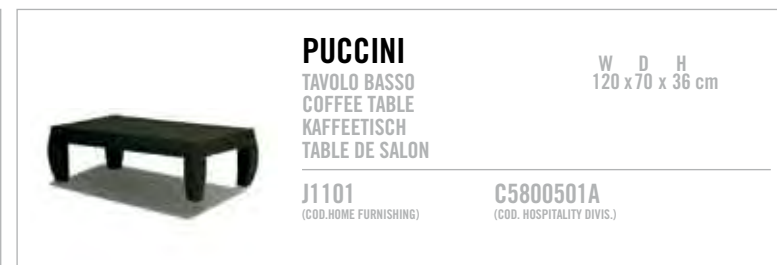 PUCCINI
TAVOLO BASSO
COFFEE TABLE
KAFFEETISCH
TABLE DE SALON
W D H
120 x 70 x 36 cm
J1101
(COD.HOME FURNISHING)
C5800501A
(COD. HOSPITALITY DIVIS.)